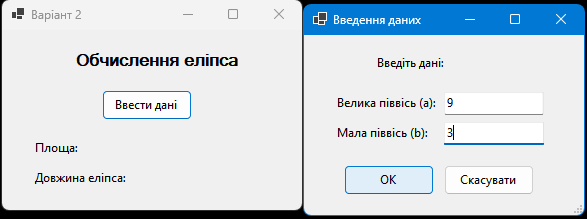 Варіант 2
Обчислення еліпса
Ввести дані
Площа:
Довжина еліпса:
Введення даних
Введіть дані:
Велика піввісь (a): 9
Мала піввісь (b): 3
ОК Скасувати